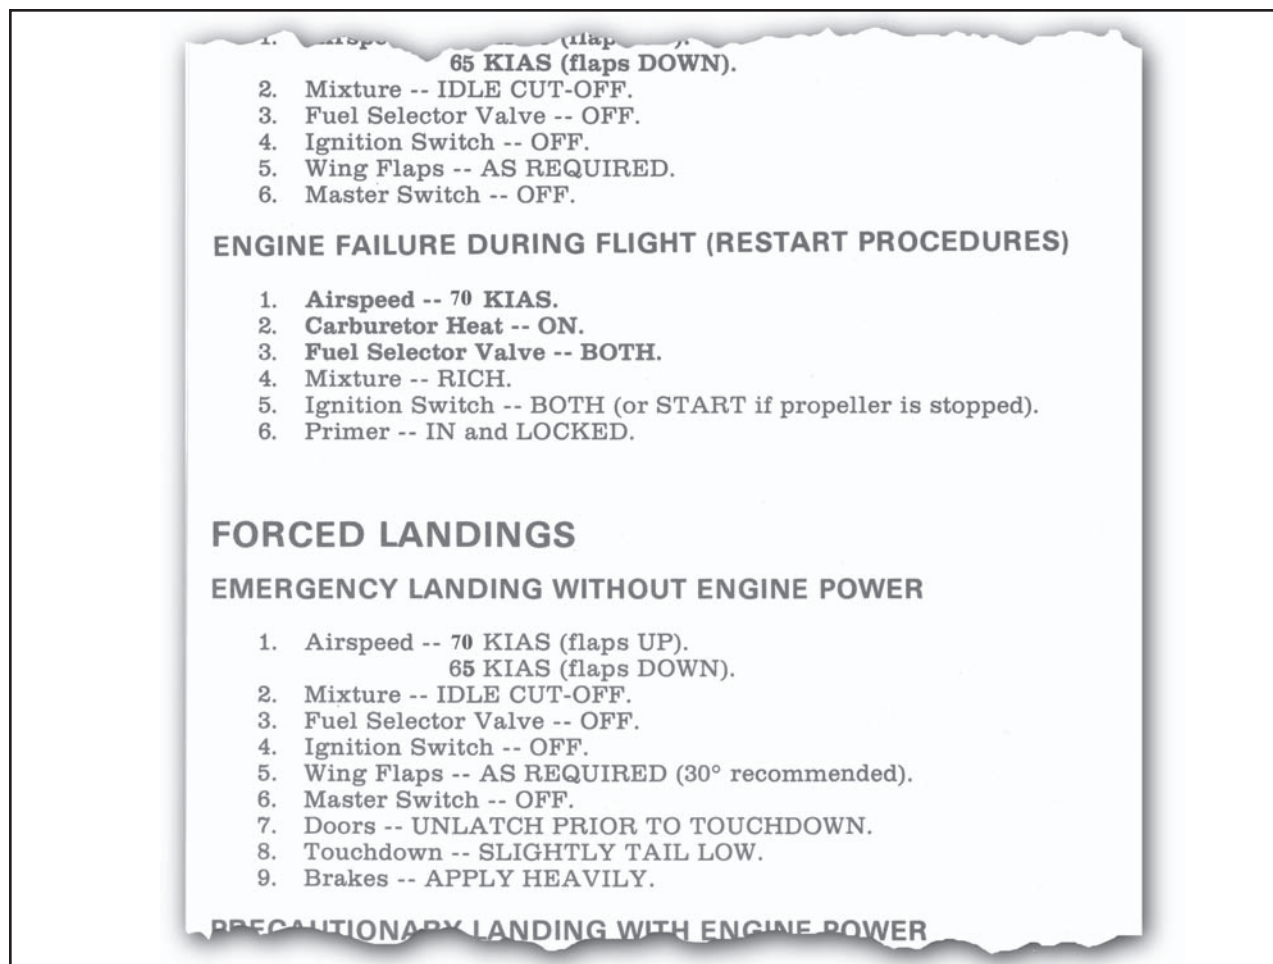 65 KIAS (flaps DOWN).
2. Mixture -- IDLE CUT-OFF.
3. Fuel Selector Valve -- OFF.
4. Ignition Switch -- OFF.
5. Wing Flaps -- AS REQUIRED.
6. Master Switch -- OFF.
ENGINE FAILURE DURING FLIGHT (RESTART PROCEDURES)
1. Airspeed -- 70 KIAS.
2. Carburetor Heat -- ON.
3. Fuel Selector Valve -- BOTH.
4. Mixture -- RICH.
5. Ignition Switch -- BOTH (or START if propeller is stopped).
6. Primer -- IN and LOCKED.
FORCED LANDINGS
EMERGENCY LANDING WITHOUT ENGINE POWER
1. Airspeed -- 70 KIAS (flaps UP).
65 KIAS (flaps DOWN).
2. Mixture -- IDLE CUT-OFF.
3. Fuel Selector Valve -- OFF.
4. Ignition Switch -- OFF.
5. Wing Flaps -- AS REQUIRED (30° recommended).
6. Master Switch -- OFF.
7. Doors -- UNLATCH PRIOR TO TOUCHDOWN.
8. Touchdown -- SLIGHTLY TAIL LOW.
9. Brakes -- APPLY HEAVILY.
PRECAUTIONARY LANDING WITH ENGINE POWER